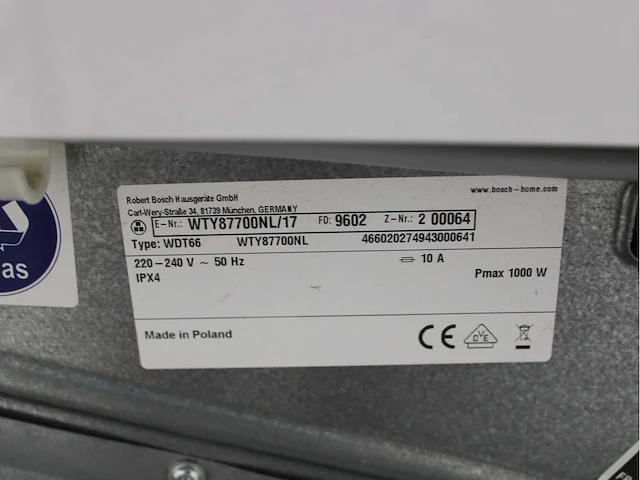 Robert Bosch Hausgeräte GmbH
www.bosch-home.com
Carl-Wery-Straße 34, 81739 München, GERMANY
E-Nr.: WTY87700NL/17 FD: 9602 Z-Nr.: 2 00064
Type: WDT66 WTY87700NL 466020274943000641
220-240 V ~ 50 Hz 10 A
IPX4 Pmax 1000 W
Made in Poland
CE DVE
as